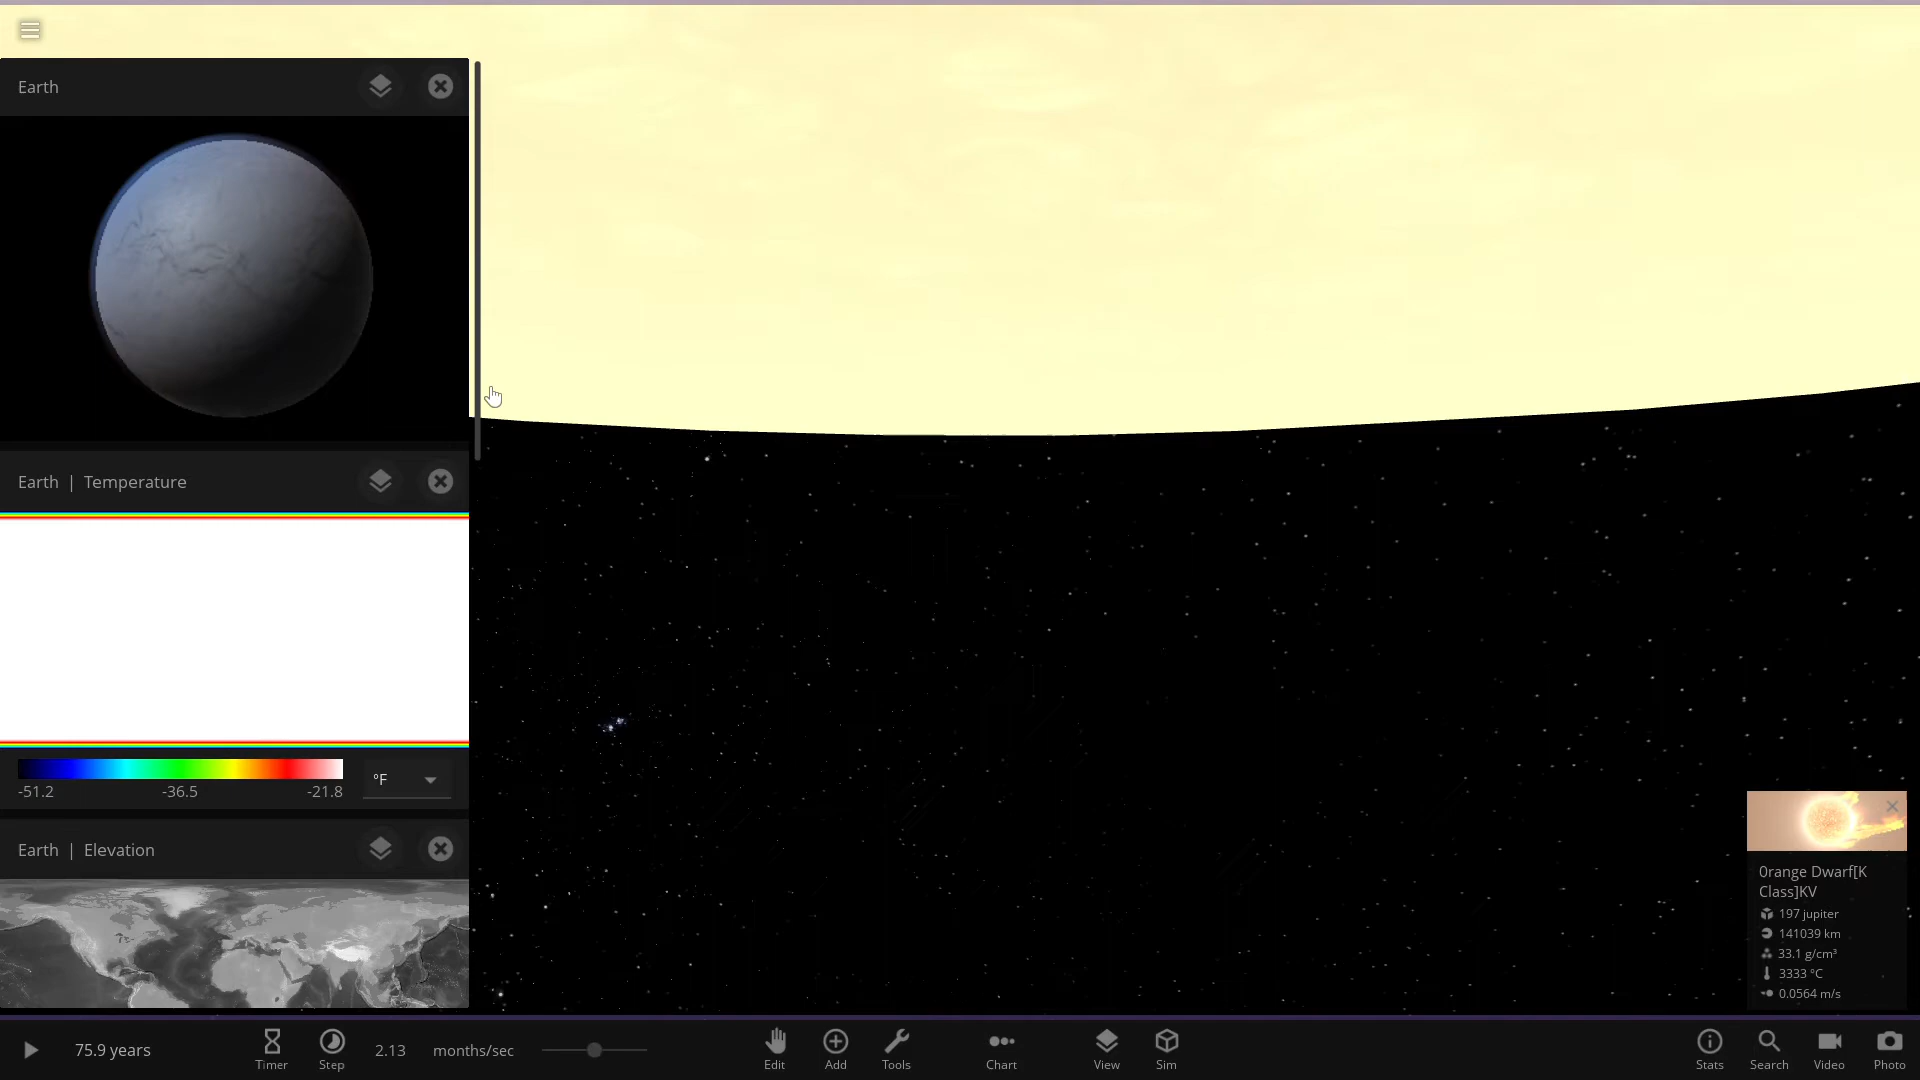 Earth
Earth | Temperature
°F
-51.2 -36.5 -21.8
Earth | Elevation
0range Dwarf[K
Class]KV
197 jupiter
141039 km
33.1 g/cm³
3333 °C
0.0564 m/s
75.9 years
Timer
Step
2.13 months/sec
Edit
Add
Tools
Chart
View
Sim
Stats
Search
Video
Photo